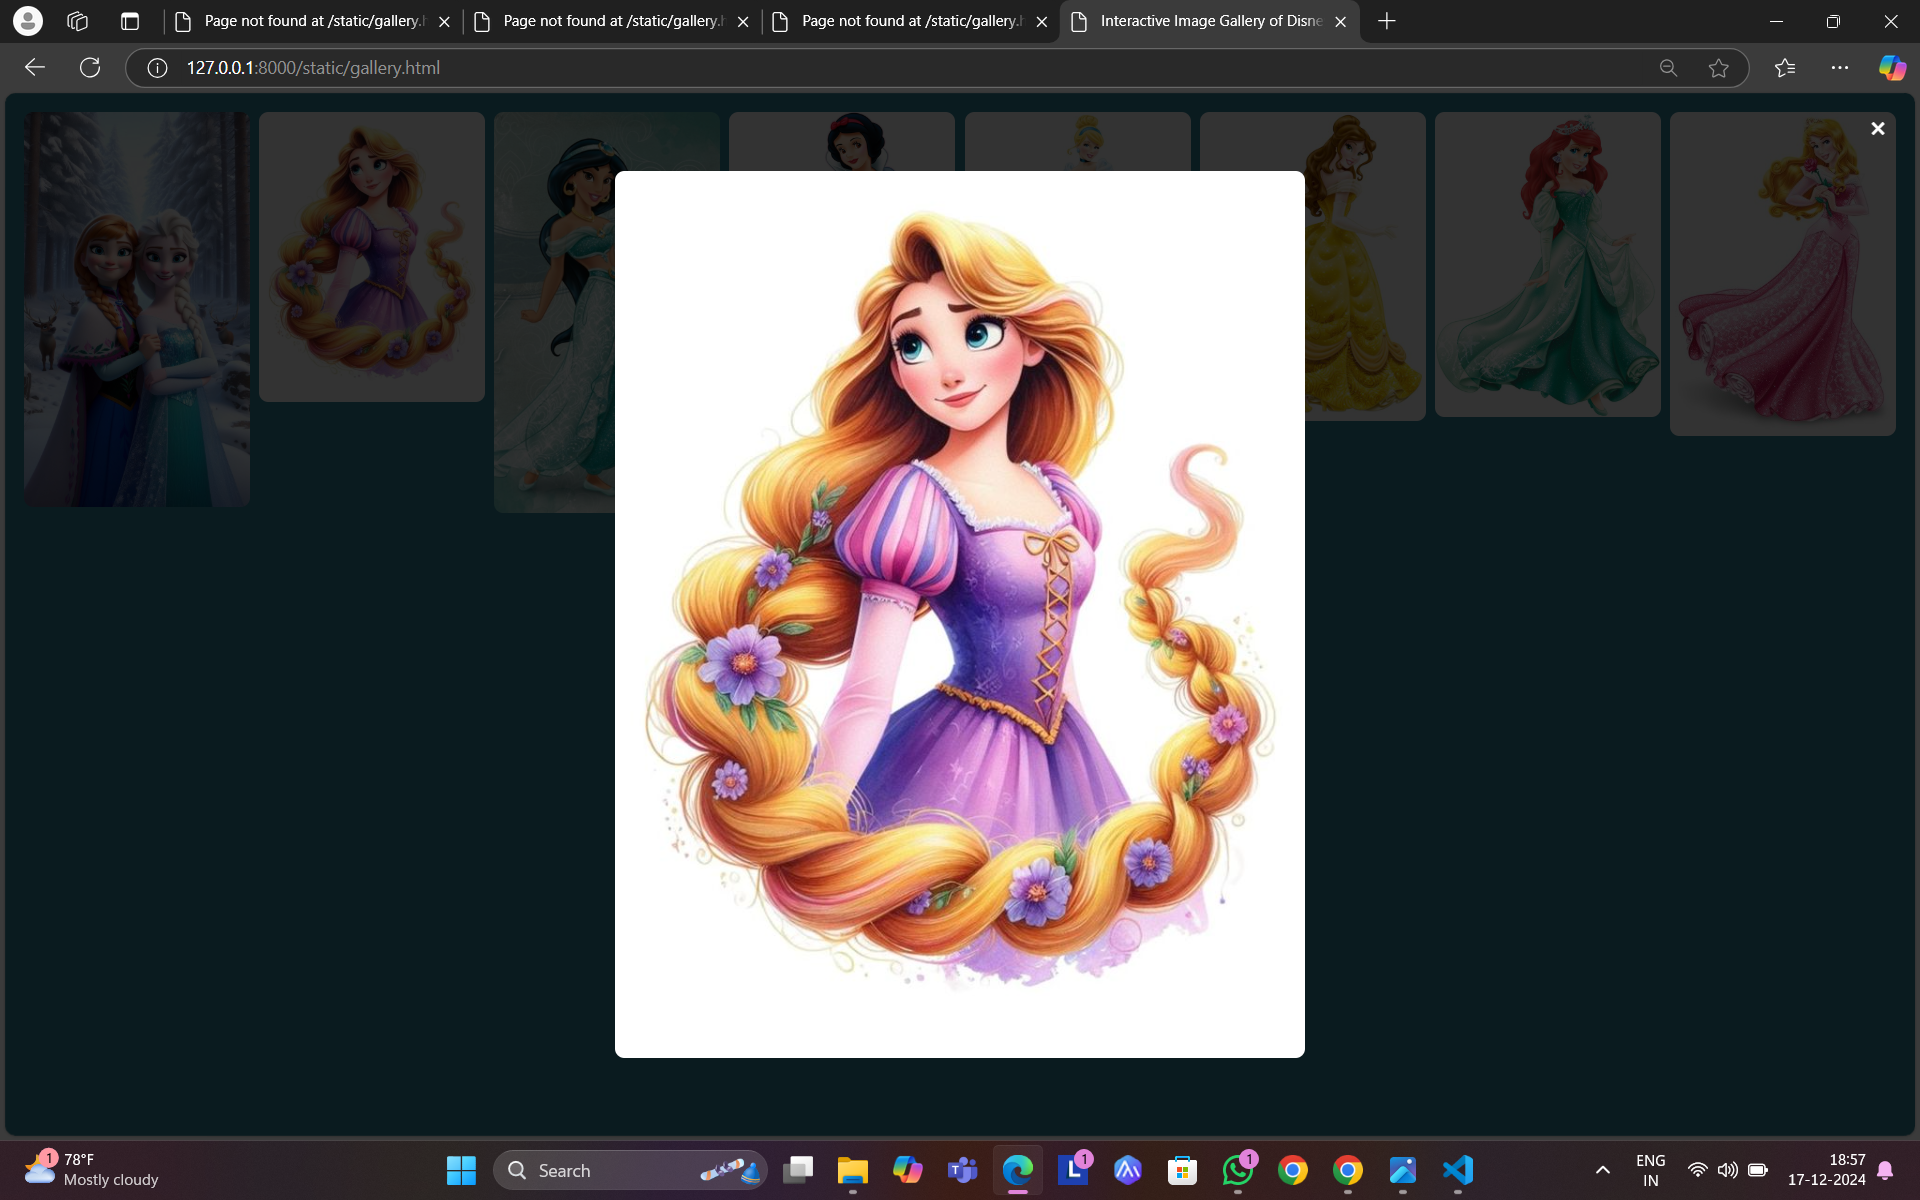 Page not found at /static/gallery.h
Page not found at /static/gallery.h
Page not found at /static/gallery.h
Interactive Image Gallery of Disne
127.0.0.1:8000/static/gallery.html
1
78°F
Mostly cloudy
Search
T
L
1
1
ENG
IN
18:57
17-12-2024